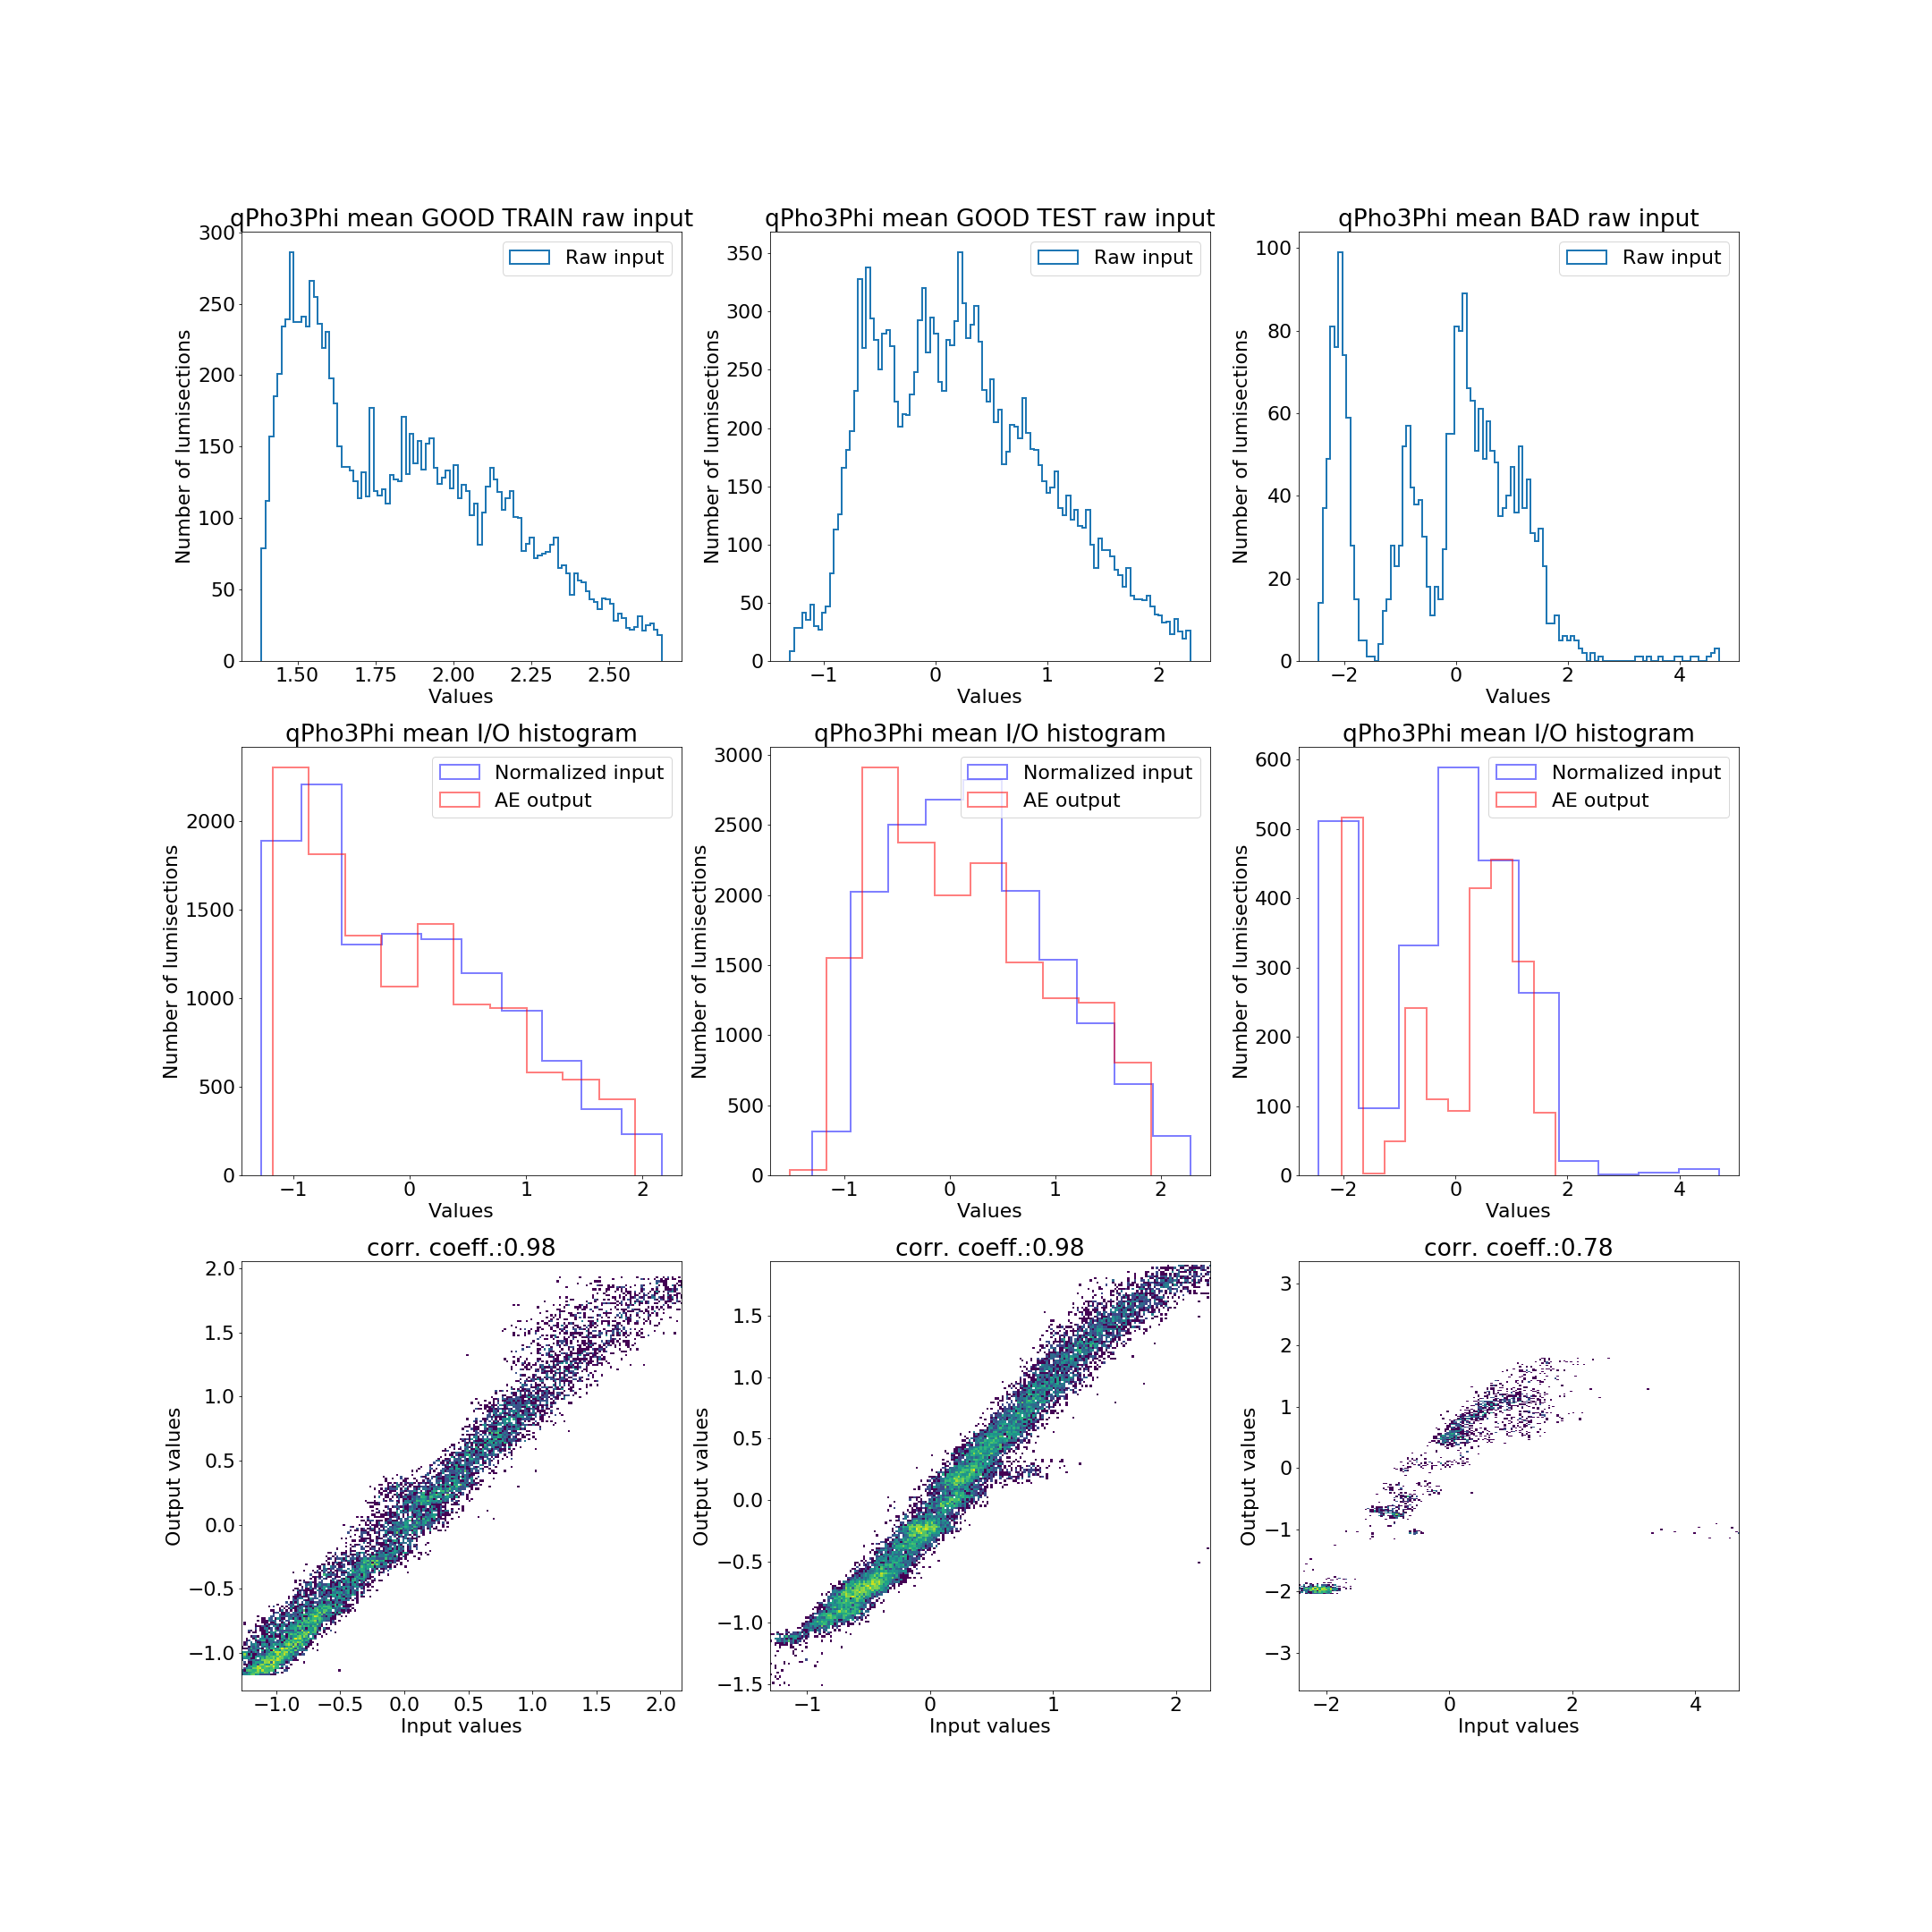 qPho3Phi mean GOOD TRAIN raw input
Raw input
Number of lumisections
300
250
200
150
100
50
0
1.50 1.75 2.00 2.25 2.50
Values
qPho3Phi mean GOOD TEST raw input
Raw input
Number of lumisections
350
300
250
200
150
100
50
0
−1 0 1 2
Values
qPho3Phi mean BAD raw input
Raw input
Number of lumisections
100
80
60
40
20
0
−2 0 2 4
Values
qPho3Phi mean I/O histogram
Normalized input
AE output
Number of lumisections
2000
1500
1000
500
0
−1 0 1 2
Values
qPho3Phi mean I/O histogram
Normalized input
AE output
Number of lumisections
3000
2500
2000
1500
1000
500
0
−1 0 1 2
Values
qPho3Phi mean I/O histogram
Normalized input
AE output
Number of lumisections
600
500
400
300
200
100
0
−2 0 2 4
Values
corr. coeff.:0.98
Output values
2.0
1.5
1.0
0.5
0.0
−0.5
−1.0
−1.0 −0.5 0.0 0.5 1.0 1.5 2.0
Input values
corr. coeff.:0.98
Output values
1.5
1.0
0.5
0.0
−0.5
−1.0
−1.5
−1 0 1 2
Input values
corr. coeff.:0.78
Output values
3
2
1
0
−1
−2
−3
−2 0 2 4
Input values